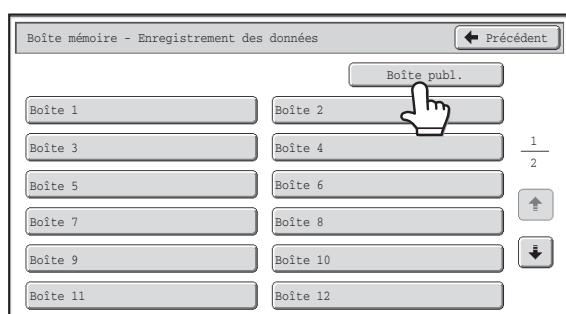 Boîte mémoire - Enregistrement des données
Précédent
Boîte publ.
Boîte 1
Boîte 2
Boîte 3
Boîte 4
1
2
Boîte 5
Boîte 6
Boîte 7
Boîte 8
Boîte 9
Boîte 10
Boîte 11
Boîte 12